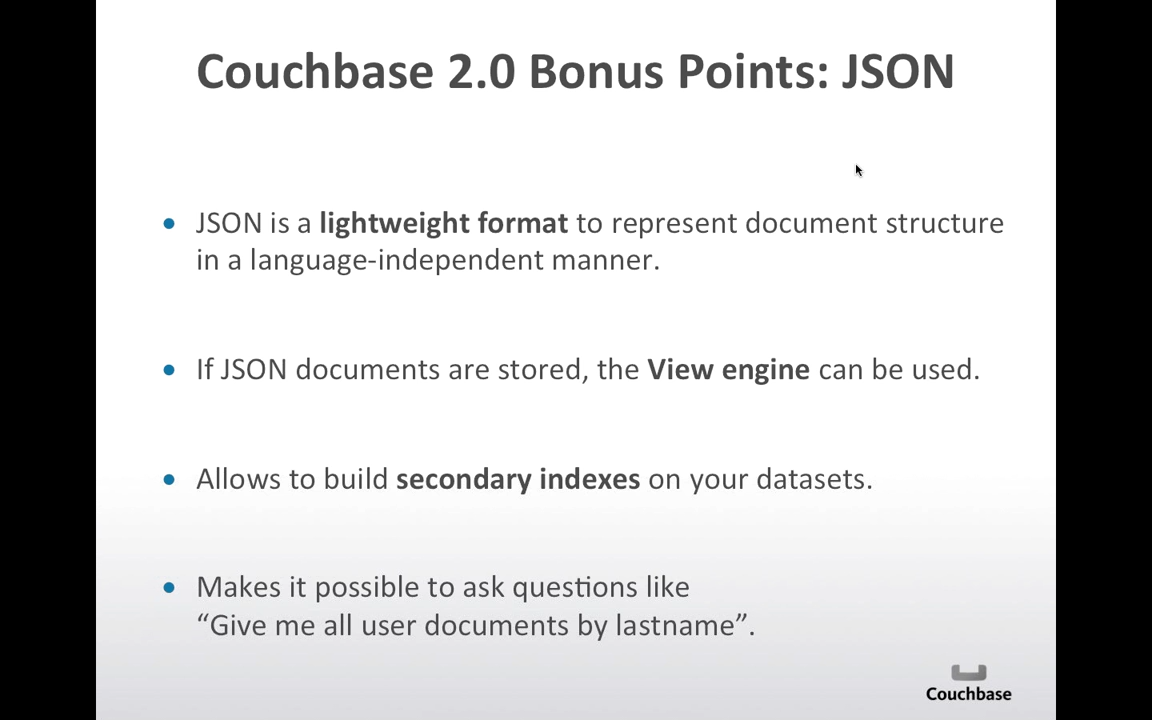 Couchbase 2.0 Bonus Points: JSON
JSON is a lightweight format to represent document structure
in a language-independent manner.
If JSON documents are stored, the View engine can be used.
Allows to build secondary indexes on your datasets.
Makes it possible to ask questions like
“Give me all user documents by lastname”.
Couchbase